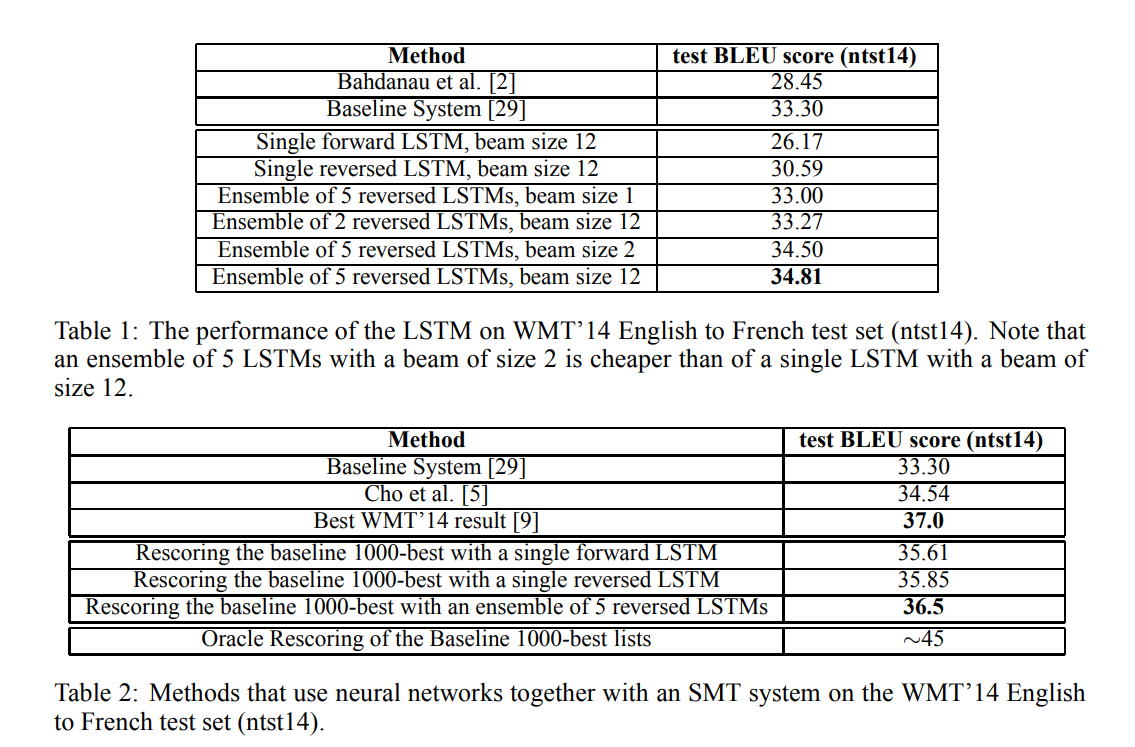 Method test BLEU score (ntst14)
Bahdanau et al. [2] 28.45
Baseline System [29] 33.30
Single forward LSTM, beam size 12 26.17
Single reversed LSTM, beam size 12 30.59
Ensemble of 5 reversed LSTMs, beam size 1 33.00
Ensemble of 2 reversed LSTMs, beam size 12 33.27
Ensemble of 5 reversed LSTMs, beam size 2 34.50
Ensemble of 5 reversed LSTMs, beam size 12 34.81
Table 1: The performance of the LSTM on WMT’14 English to French test set (ntst14). Note that
an ensemble of 5 LSTMs with a beam of size 2 is cheaper than of a single LSTM with a beam of
size 12.
Method test BLEU score (ntst14)
Baseline System [29] 33.30
Cho et al. [5] 34.54
Best WMT’14 result [9] 37.0
Rescoring the baseline 1000-best with a single forward LSTM 35.61
Rescoring the baseline 1000-best with a single reversed LSTM 35.85
Rescoring the baseline 1000-best with an ensemble of 5 reversed LSTMs 36.5
Oracle Rescoring of the Baseline 1000-best lists ∼45
Table 2: Methods that use neural networks together with an SMT system on the WMT’14 English
to French test set (ntst14).